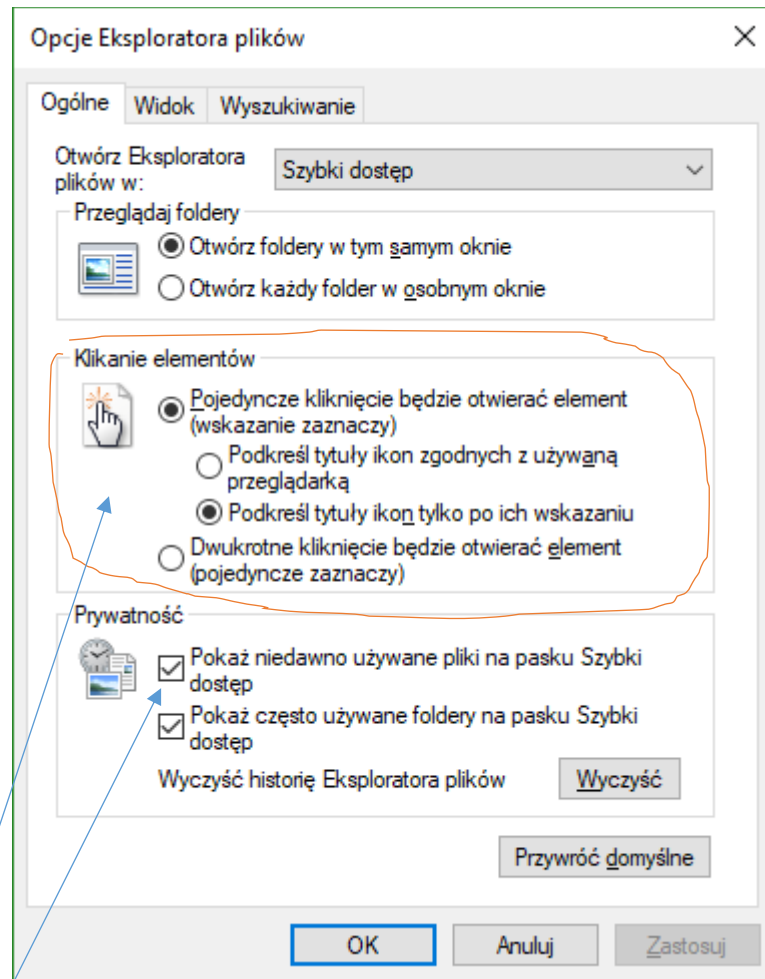 Opcje Eksploratora plików
Ogólne Widok Wyszukiwanie
Otwórz Eksploratora
plików w:
Szybki dostęp
Przeglądaj foldery
Otwórz foldery w tym samym oknie
Otwórz każdy folder w osobnym oknie
Klikanie elementów
Pojedyncze kliknięcie będzie otwierać element
(wskazanie zaznaczy)
Podkreśl tytuły ikon zgodnych z używaną
przeglądarką
Podkreśl tytuły ikon tylko po ich wskazaniu
Dwukrotne kliknięcie będzie otwierać element
(pojedyncze zaznaczy)
Prywatność
Pokaż niedawno używane pliki na pasku Szybki
dostęp
Pokaż często używane foldery na pasku Szybki
dostęp
Wyczyść historię Eksploratora plików Wyczyść
Przywróć domyślne
OK Anuluj Zastosuj